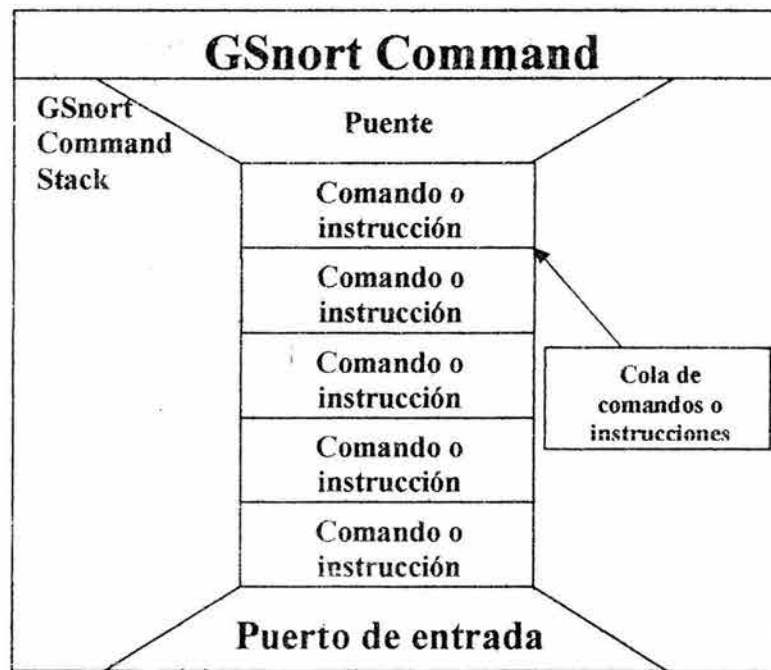 GSnort Command
GSnort
Command
Stack
Puente
Comando o
instrucción
Comando o
instrucción
Comando o
instrucción
Comando o
instrucción
Comando o
instrucción
Cola de
comandos o
instrucciones
Puerto de entrada